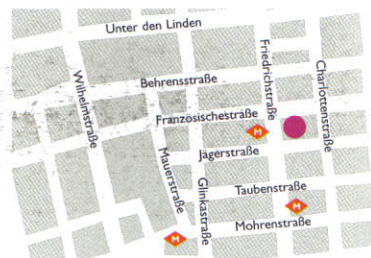 Unter den Linden
Behrensstraße
Französischestraße
Jägerstraße
Taubenstraße
Mohrenstraße
Wilhelmstraße
Mauerstraße
Glinkastraße
Friedrichstraße
Charlottenstraße
M
M
M